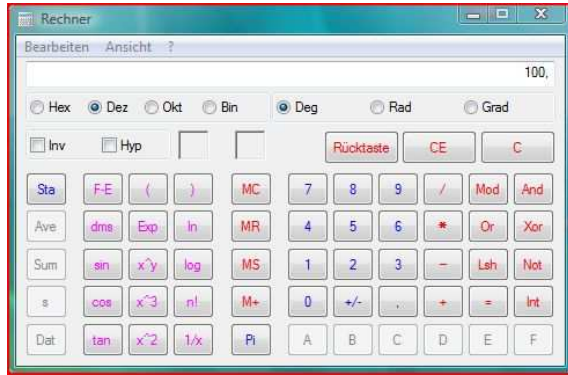 Rechner
Bearbeiten Ansicht ?
100,
Hex Dez Okt Bin Deg Rad Grad
Inv Hyp Rücktaste CE C
Sta F-E ( ) MC 7 8 9 / Mod And
Ave dms Exp ln MR 4 5 6 * Or Xor
Sum sin x^y log MS 1 2 3 - Lsh Not
s cos x^3 n! M+ 0 +/- , + = Int
Dat tan x^2 1/x Pi A B C D E F